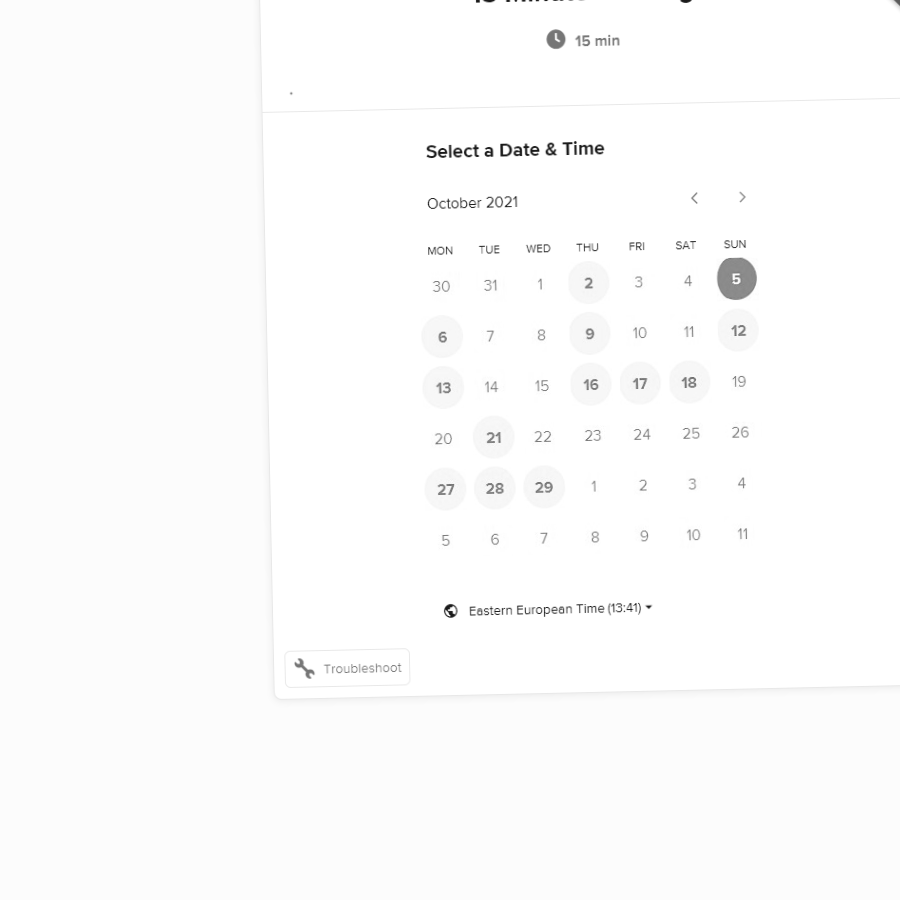 15 min
Select a Date & Time
October 2021
MON TUE WED THU FRI SAT SUN
30 31 1 2 3 4 5
6 7 8 9 10 11 12
13 14 15 16 17 18 19
20 21 22 23 24 25 26
27 28 29 1 2 3 4
5 6 7 8 9 10 11
Eastern European Time (13:41)
Troubleshoot